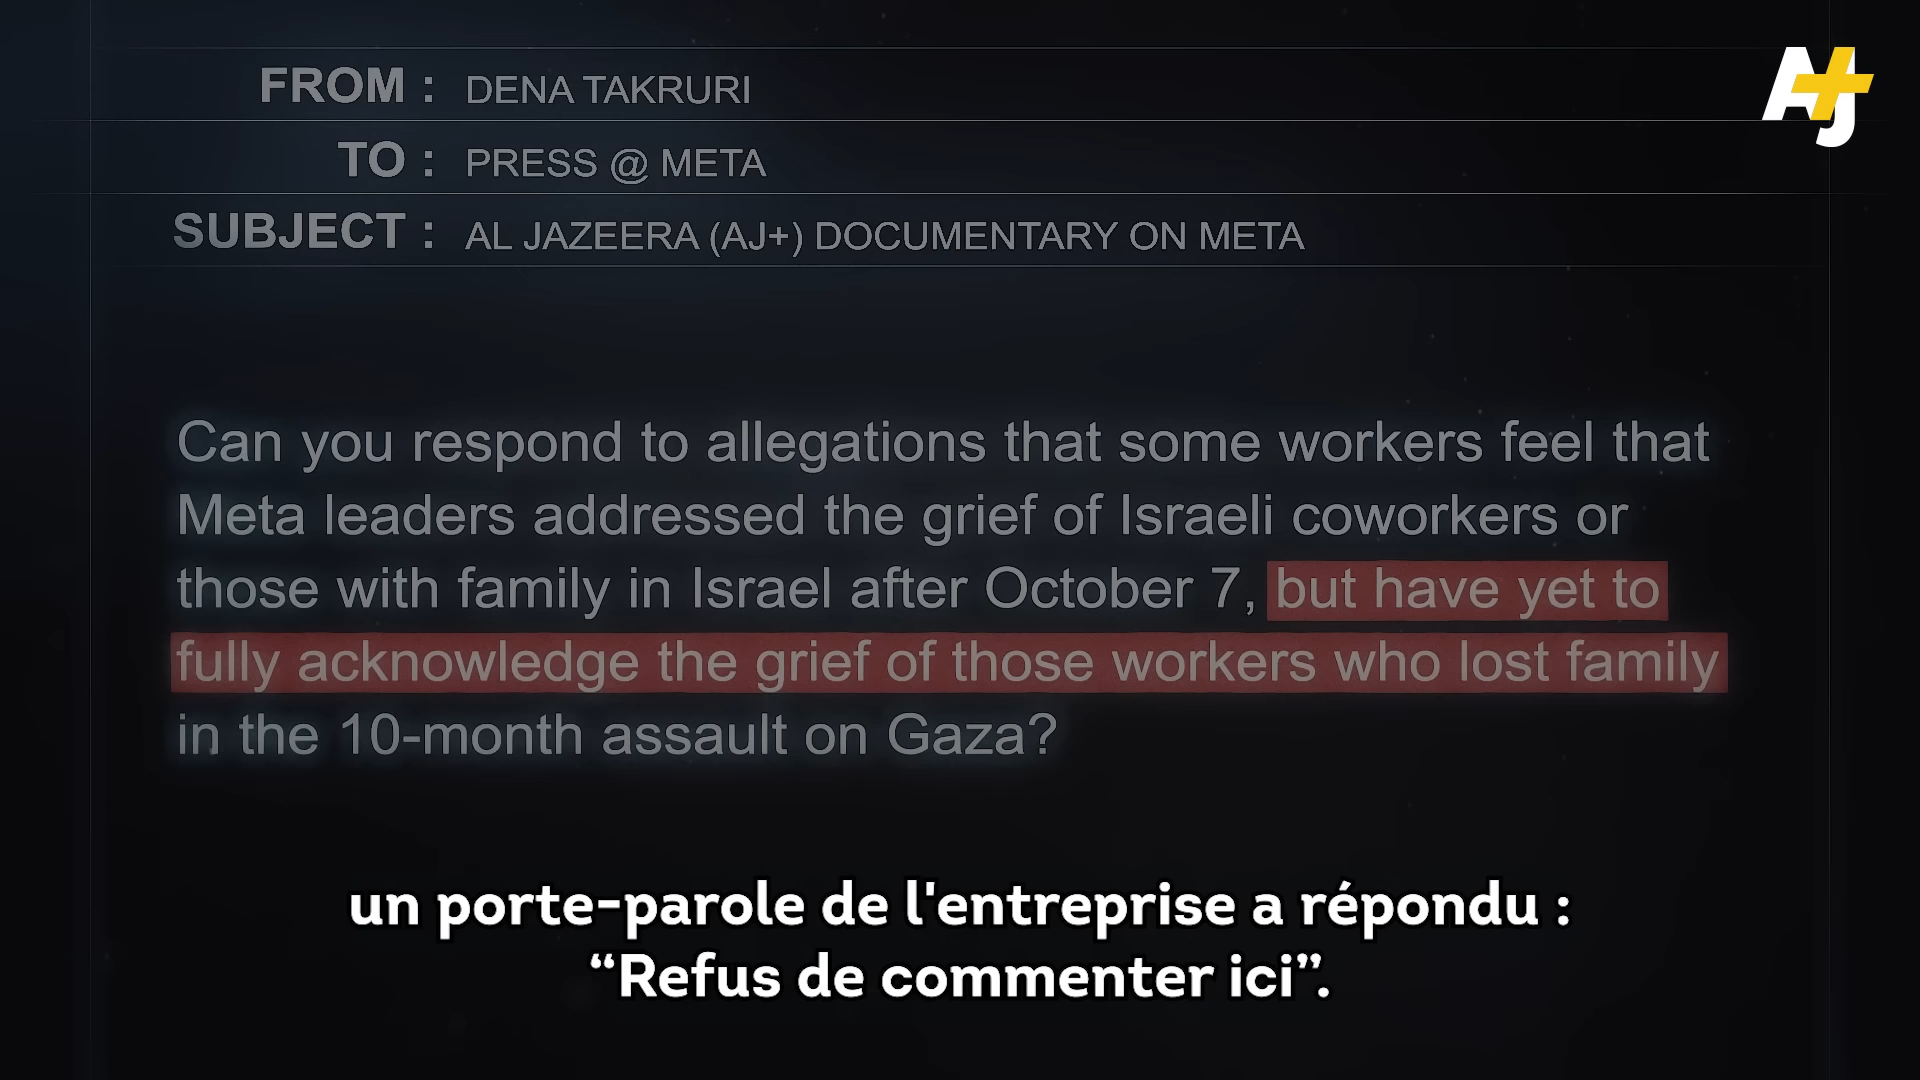 FROM : DENA TAKRURI
TO : PRESS @ META
SUBJECT : AL JAZEERA (AJ+) DOCUMENTARY ON META
AJ+
Can you respond to allegations that some workers feel that
Meta leaders addressed the grief of Israeli coworkers or
those with family in Israel after October 7, but have yet to
fully acknowledge the grief of those workers who lost family
in the 10-month assault on Gaza?
un porte-parole de l'entreprise a répondu :
“Refus de commenter ici”.